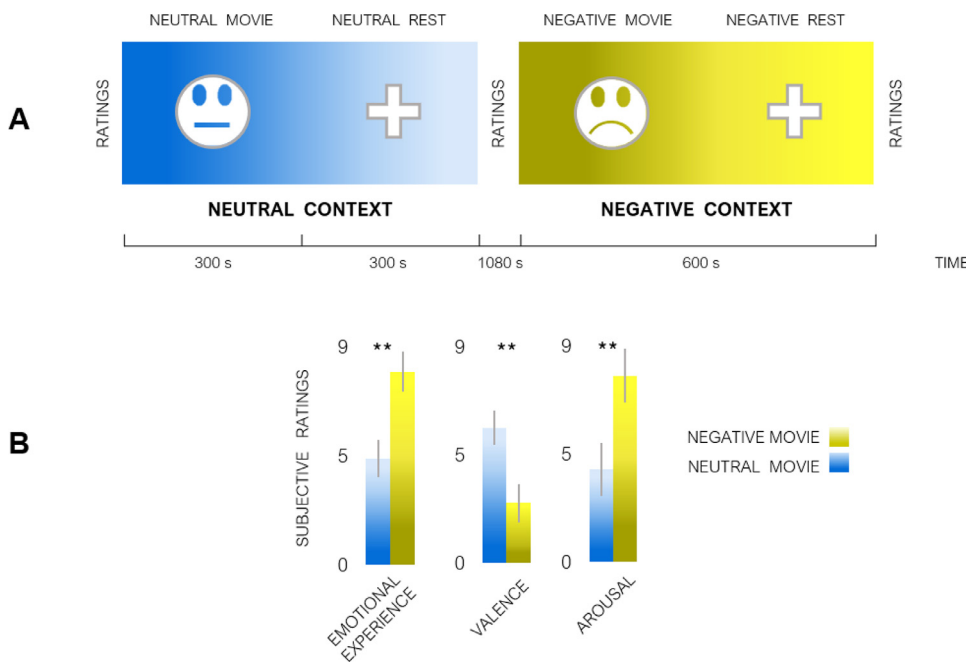 NEUTRAL MOVIE
NEUTRAL REST
NEGATIVE MOVIE
NEGATIVE REST
A
RATINGS
RATINGS
RATINGS
NEUTRAL CONTEXT
NEGATIVE CONTEXT
300 s
300 s
1080 s
600 s
TIME
B
SUBJECTIVE RATINGS
9
**
5
0
EMOTIONAL
EXPERIENCE
9
**
5
0
VALENCE
9
**
5
0
AROUSAL
NEGATIVE MOVIE
NEUTRAL MOVIE